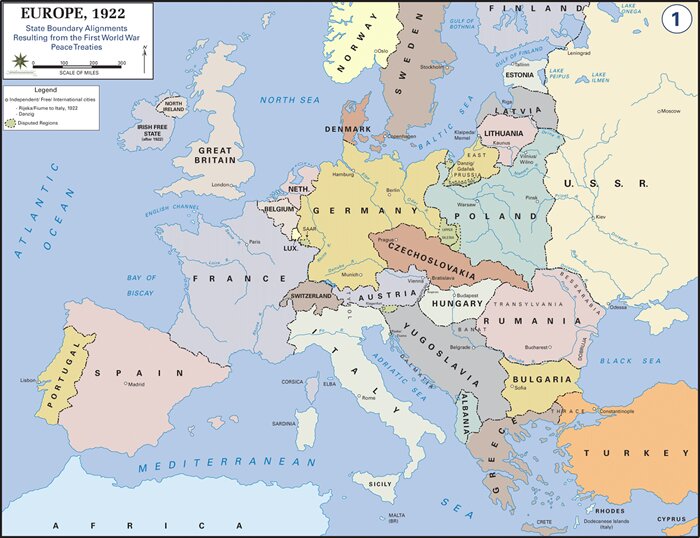 EUROPE, 1922
State Boundary Alignments
Resulting from the First World War
Peace Treaties
0 100 200 300
SCALE OF MILES
N
Legend
Independent/ Free/ International cities
- Rijeka/Fiume to Italy, 1922
- Danzig
Disputed Regions
1
NORWAY
Oslo
SWEDEN
Stockholm
FINLAND
GULF OF
BOTHNIA
GULF OF FINLAND
LAKE
ONEGA
Leningrad
Tallinn
ESTONIA
LAKE
PEIPUS
LAKE
ILMEN
Riga
LATVIA
Moscow
NORTH SEA
BALTIC SEA
NORTH
IRELAND
IRISH FREE
STATE
(after 1922)
GREAT
BRITAIN
London
DENMARK
Copenhagen
Klaipeda/
Memel
LITHUANIA
Kaunas
Vilnius/
Wilno
EAST
PRUSSIA
Danzig/
Gdańsk
U. S. S. R.
Hamburg
Berlin
NETH.
GERMANY
Warsaw
Pinsk
POLAND
Kiev
ATLANTIC
OCEAN
ENGLISH CHANNEL
BELGIUM
LUX.
SAAR
UPPER
SILESIA
Prague
CZECHOSLOVAKIA
Paris
Munich
Vienna
Bratislava
FRANCE
BAY OF
BISCAY
SWITZERLAND
TYROL
AUSTRIA
Budapest
HUNGARY
TRANSYLVANIA
BESSARABIA
Odessa
RUMANIA
BANAT
Belgrade
Bucharest
DOBRUJA
YUGOSLAVIA
DALMATIA
ADRIATIC SEA
ITALY
Rome
BLACK SEA
BULGARIA
Sofia
PORTUGAL
Lisbon
SPAIN
Madrid
CORSICA
ELBA
SARDINIA
ALBANIA
THRACE
Constantinople
GREECE
TURKEY
MEDITERRANEAN
SEA
SICILY
MALTA
(BR)
RHODES
Dodecanese Islands
(Italy)
CRETE
CYPRUS
AFRICA